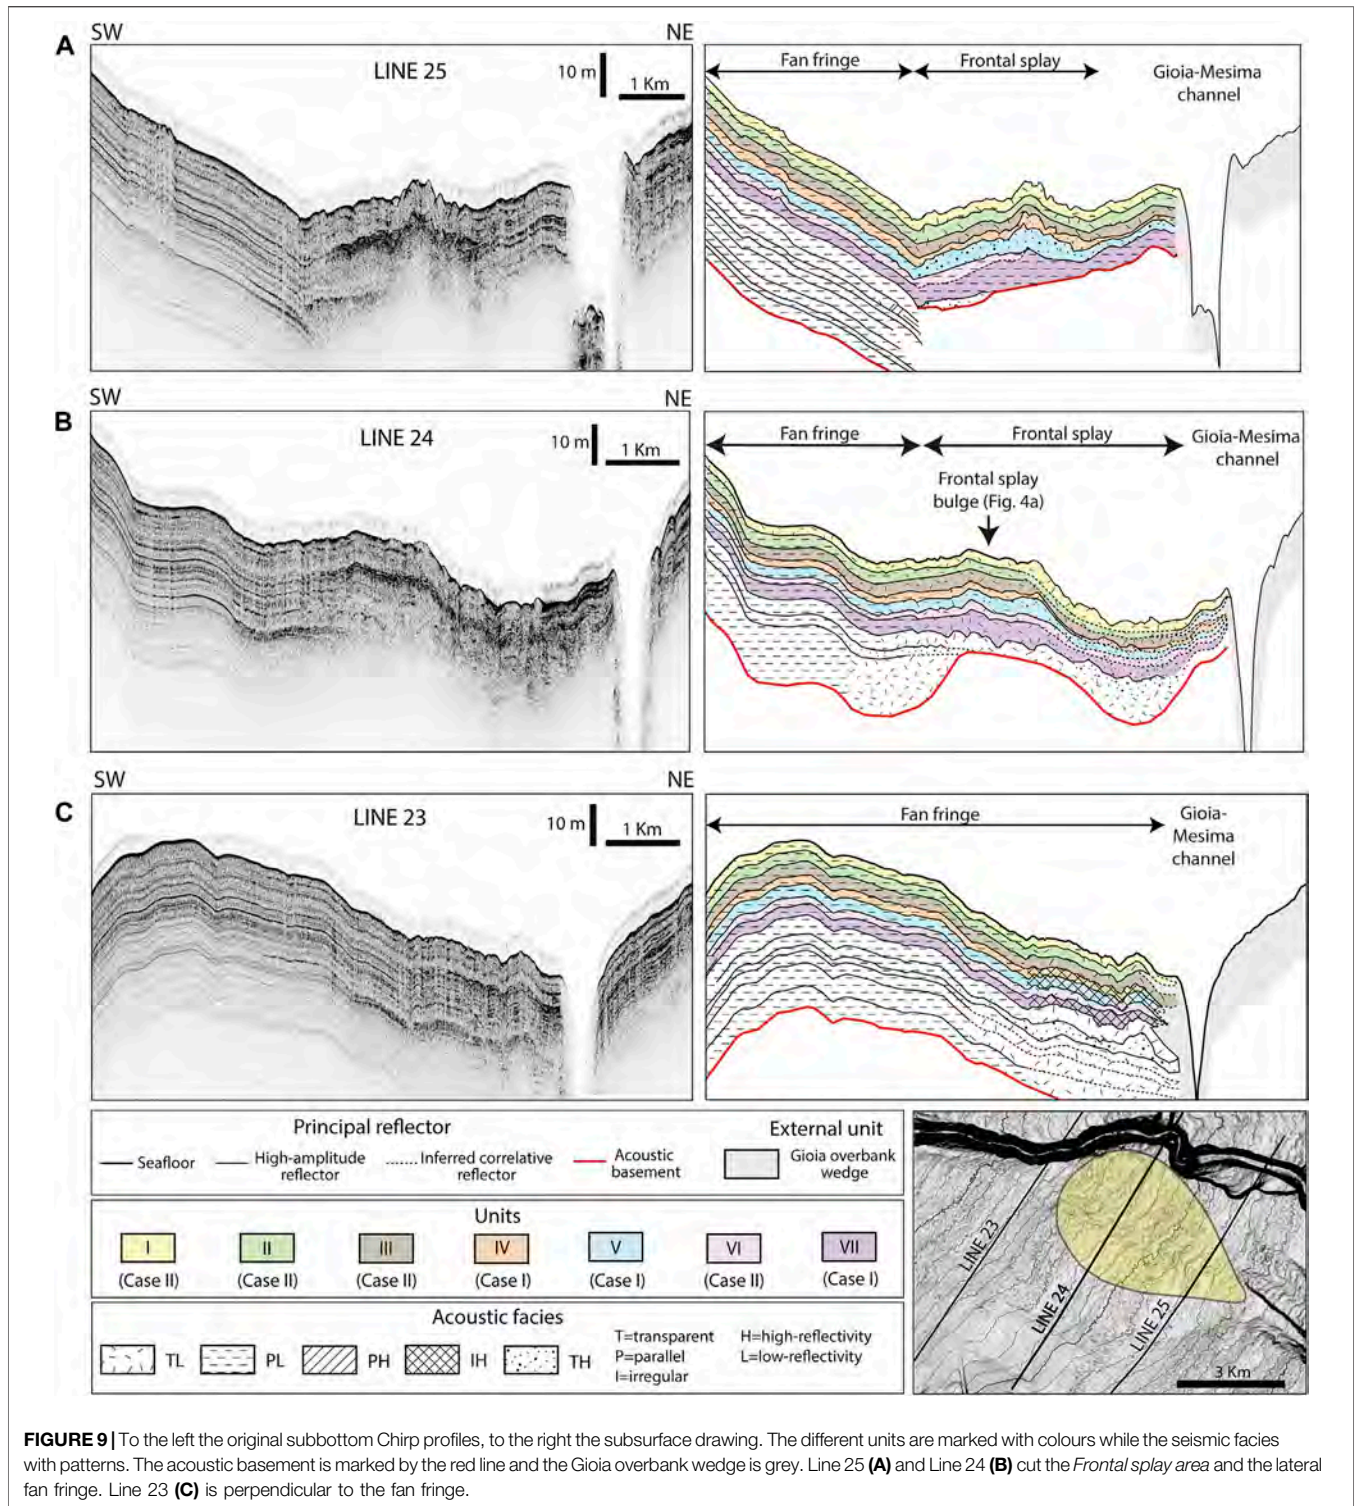 A
SW
NE
LINE 25
10 m
1 Km
Fan fringe
Frontal splay
Gioia-Mesima
channel
B
SW
NE
LINE 24
10 m
1 Km
Fan fringe
Frontal splay
Gioia-Mesima
channel
Frontal splay
bulge (Fig. 4a)
C
SW
NE
LINE 23
10 m
1 Km
Fan fringe
Gioia-
Mesima
channel
Principal reflector
External unit
Seafloor
High-amplitude
reflector
Inferred correlative
reflector
Acoustic
basement
Gioia overbank
wedge
Units
I
II
III
IV
V
VI
VII
(Case II)
(Case II)
(Case II)
(Case I)
(Case I)
(Case II)
(Case I)
Acoustic facies
TL
PL
PH
IH
TH
T=transparent
P=parallel
I=irregular
H=high-reflectivity
L=low-reflectivity
LINE 23
LINE 24
LINE 25
3 Km
FIGURE 9 | To the left the original subbottom Chirp profiles, to the right the subsurface drawing. The different units are marked with colours while the seismic facies
with patterns. The acoustic basement is marked by the red line and the Gioia overbank wedge is grey. Line 25 (A) and Line 24 (B) cut the Frontal splay area and the lateral
fan fringe. Line 23 (C) is perpendicular to the fan fringe.